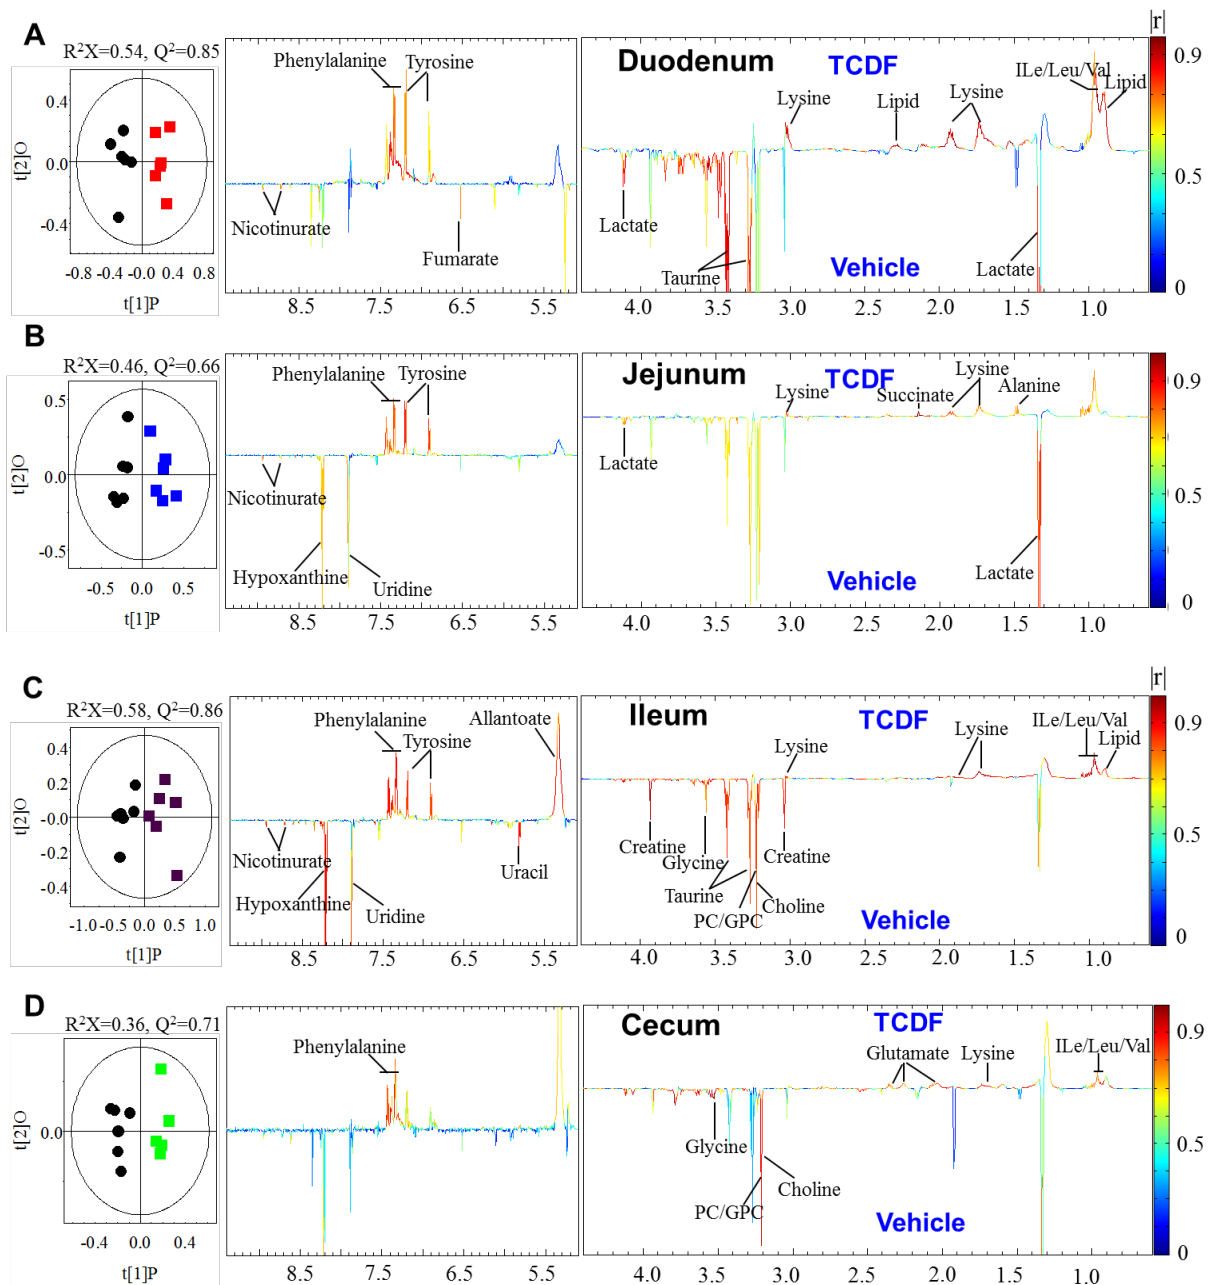 A
R²X=0.54, Q²=0.85
0.4
0.0
-0.4
t[2]O
-0.8 -0.4 -0.0 0.4 0.8
t[1]P
Phenylalanine
Tyrosine
Nicotinurate
Fumarate
8.5 7.5 6.5 5.5
Duodenum
TCDF
Lysine
Lipid
Lysine
ILe/Leu/Val
Lipid
Lactate
Taurine
Vehicle
Lactate
4.0 3.5 3.0 2.0 1.5 1.0
|r|
0.9
0.5
0
B
R²X=0.46, Q²=0.66
0.5
0.0
-0.5
t[2]O
-0.5 0.0 0.5
t[1]P
Phenylalanine
Tyrosine
Nicotinurate
Hypoxanthine
Uridine
8.5 7.5 6.5 5.5
Jejunum
TCDF
Lysine
Succinate
Lysine
Alanine
Lactate
Vehicle
Lactate
4.0 3.5 3.0 2.0 1.5 1.0
0.9
0.5
0
C
R²X=0.58, Q²=0.86
0.4
0.2
-0.0
-0.2
-0.4
t[2]O
-1.0 -0.5 0.0 0.5 1.0
t[1]P
Phenylalanine
Tyrosine
Allantoate
Nicotinurate
Hypoxanthine
Uridine
Uracil
8.5 7.5 6.5 5.5
Ileum
TCDF
Lysine
Lysine
ILe/Leu/Val
Lipid
Creatine
Glycine
Taurine
PC/GPC
Choline
Creatine
Vehicle
4.0 3.5 3.0 2.0 1.5 1.0
|r|
0.9
0.5
0
D
R²X=0.36, Q²=0.71
0.0
t[2]O
-0.4 0.0 0.4
t[1]P
Phenylalanine
8.5 7.5 6.5 5.5
Cecum
TCDF
Glutamate
Lysine
ILe/Leu/Val
Glycine
PC/GPC
Choline
Vehicle
4.0 3.5 3.0 2.0 1.5 1.0
0.9
0.5
0